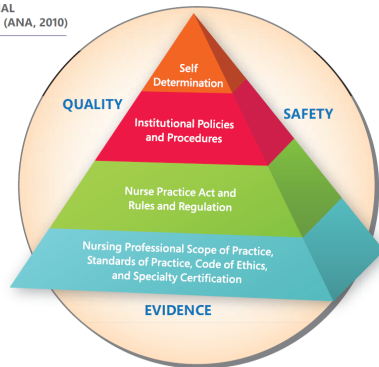 AL
(ANA, 2010)
Self
Determination
QUALITY
SAFETY
Institutional Policies
and Procedures
Nurse Practice Act and
Rules and Regulation
Nursing Professional Scope of Practice,
Standards of Practice, Code of Ethics,
and Specialty Certification
EVIDENCE